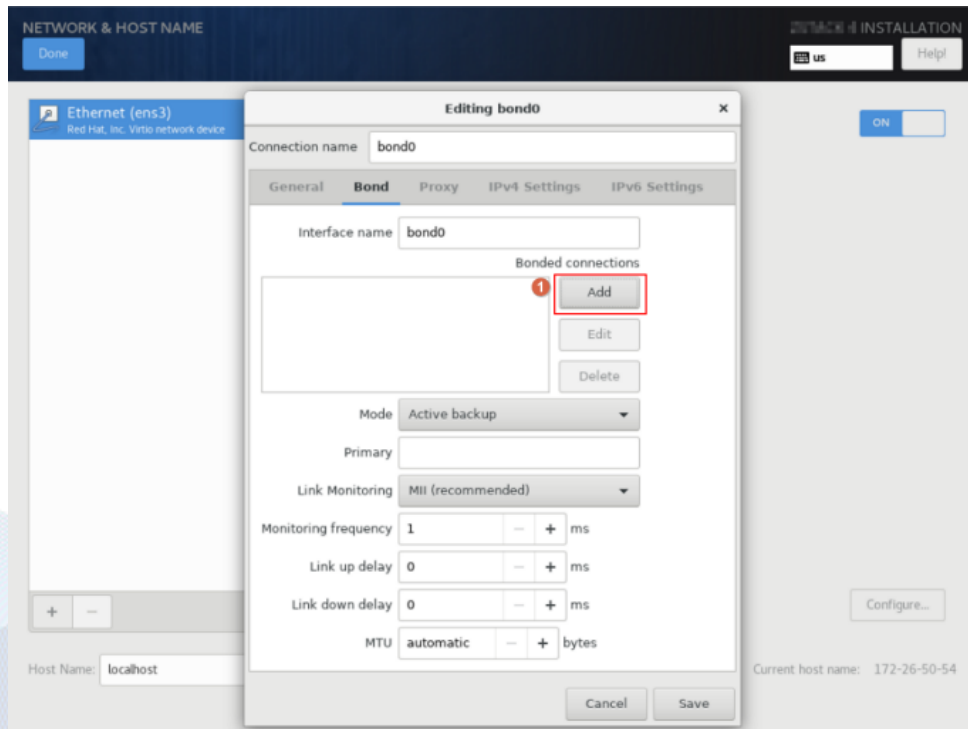 NETWORK & HOST NAME
INSTALLATION
Done
us
Help!
Ethernet (ens3)
Red Hat, Inc. Virtio network device
ON
Editing bond0
×
Connection name bond0
General Bond Proxy IPv4 Settings IPv6 Settings
Interface name bond0
Bonded connections
1 Add
Edit
Delete
Mode Active backup
Primary
Link Monitoring MII (recommended)
Monitoring frequency 1 − + ms
Link up delay 0 − + ms
Link down delay 0 − + ms
MTU automatic − + bytes
+ −
Configure...
Host Name: localhost
Current host name: 172-26-50-54
Cancel Save